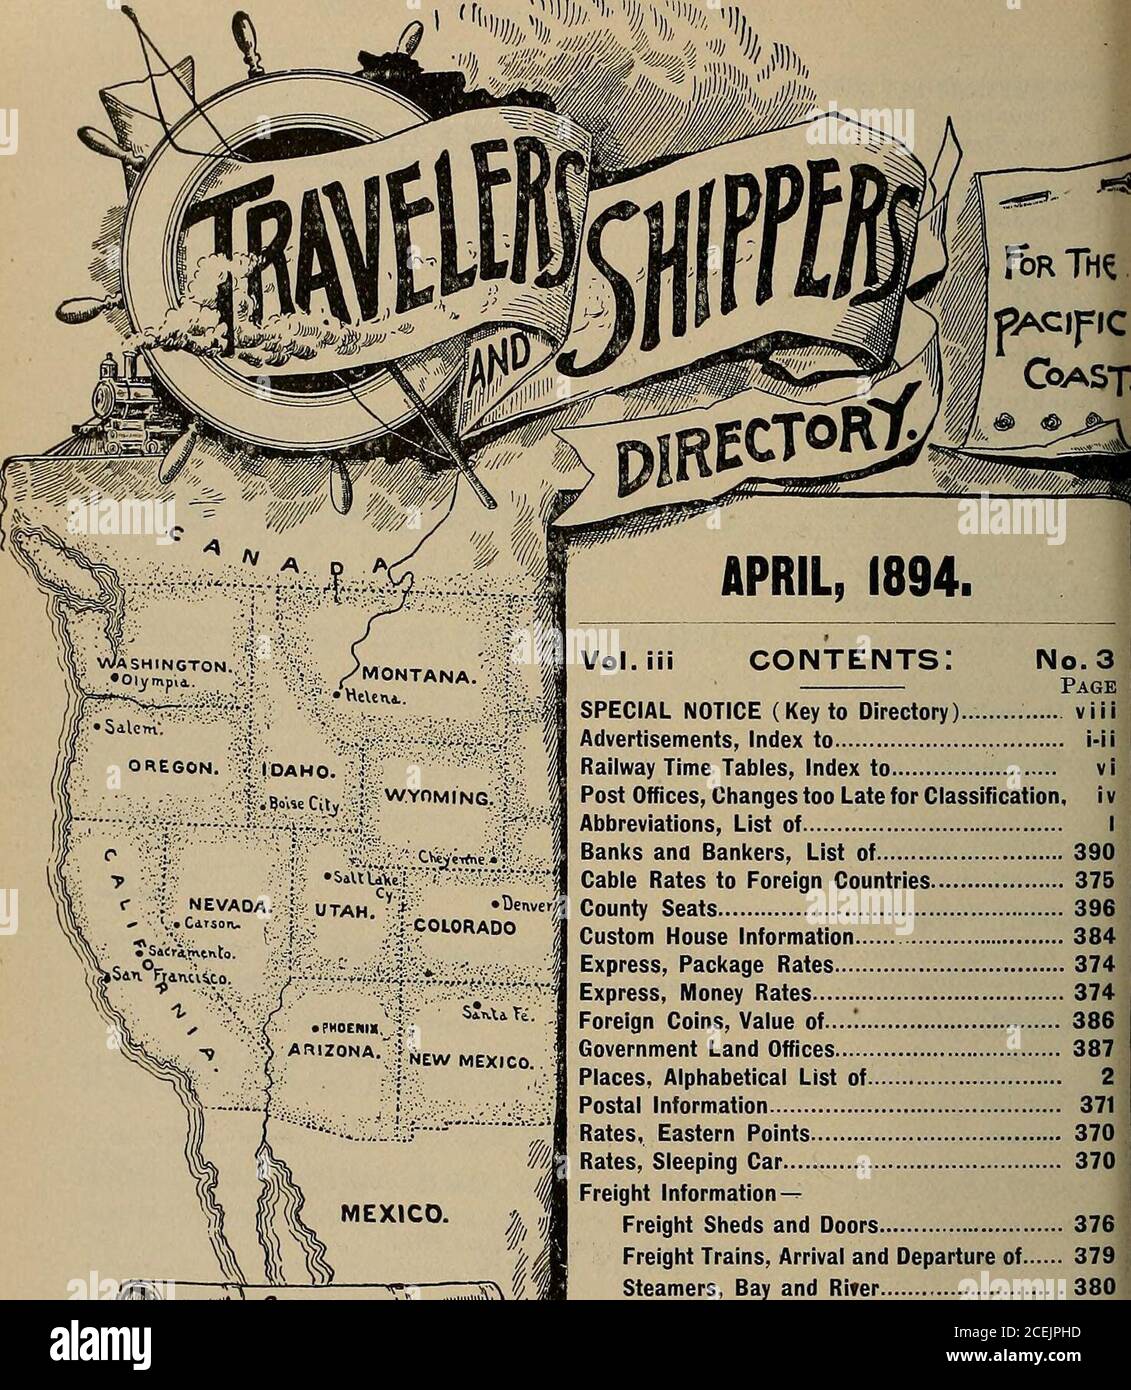 TRAVELERS
AND
SHIPPERS
DIRECTORY.
FOR THE
PACIFIC
COAST.
CANADA
WASHINGTON.
Olympia.
MONTANA.
Helena.
Salem.
OREGON.
IDAHO.
Boise City.
WYOMING.
Cheyenne.
CALIFORNIA.
NEVADA.
Carson.
Sacramento.
San Francisco.
Salt Lake Cy.
UTAH.
Denver
COLORADO
PHOENIX.
ARIZONA.
Santa Fé.
NEW MEXICO.
MEXICO.
APRIL, 1894.
Vol. iii CONTENTS: No. 3
PAGE
SPECIAL NOTICE (Key to Directory)............... viii
Advertisements, Index to................................ i-ii
Railway Time Tables, Index to....................... vi
Post Offices, Changes too Late for Classification, iv
Abbreviations, List of.................................... I
Banks and Bankers, List of.......................... 390
Cable Rates to Foreign Countries................... 375
County Seats................................................ 396
Custom House Information............................ 384
Express, Package Rates................................ 374
Express, Money Rates................................... 374
Foreign Coins, Value of................................. 386
Government Land Offices................................ 387
Places, Alphabetical List of........................... 2
Postal Information......................................... 371
Rates, Eastern Points................................... 370
Rates, Sleeping Car....................................... 370
Freight Information—
Freight Sheds and Doors.......................... 376
Freight Trains, Arrival and Departure of...... 379
Steamers, Bay and River.......................... 380
alamy
Image ID: 2CEJPHD
www.alamy.com